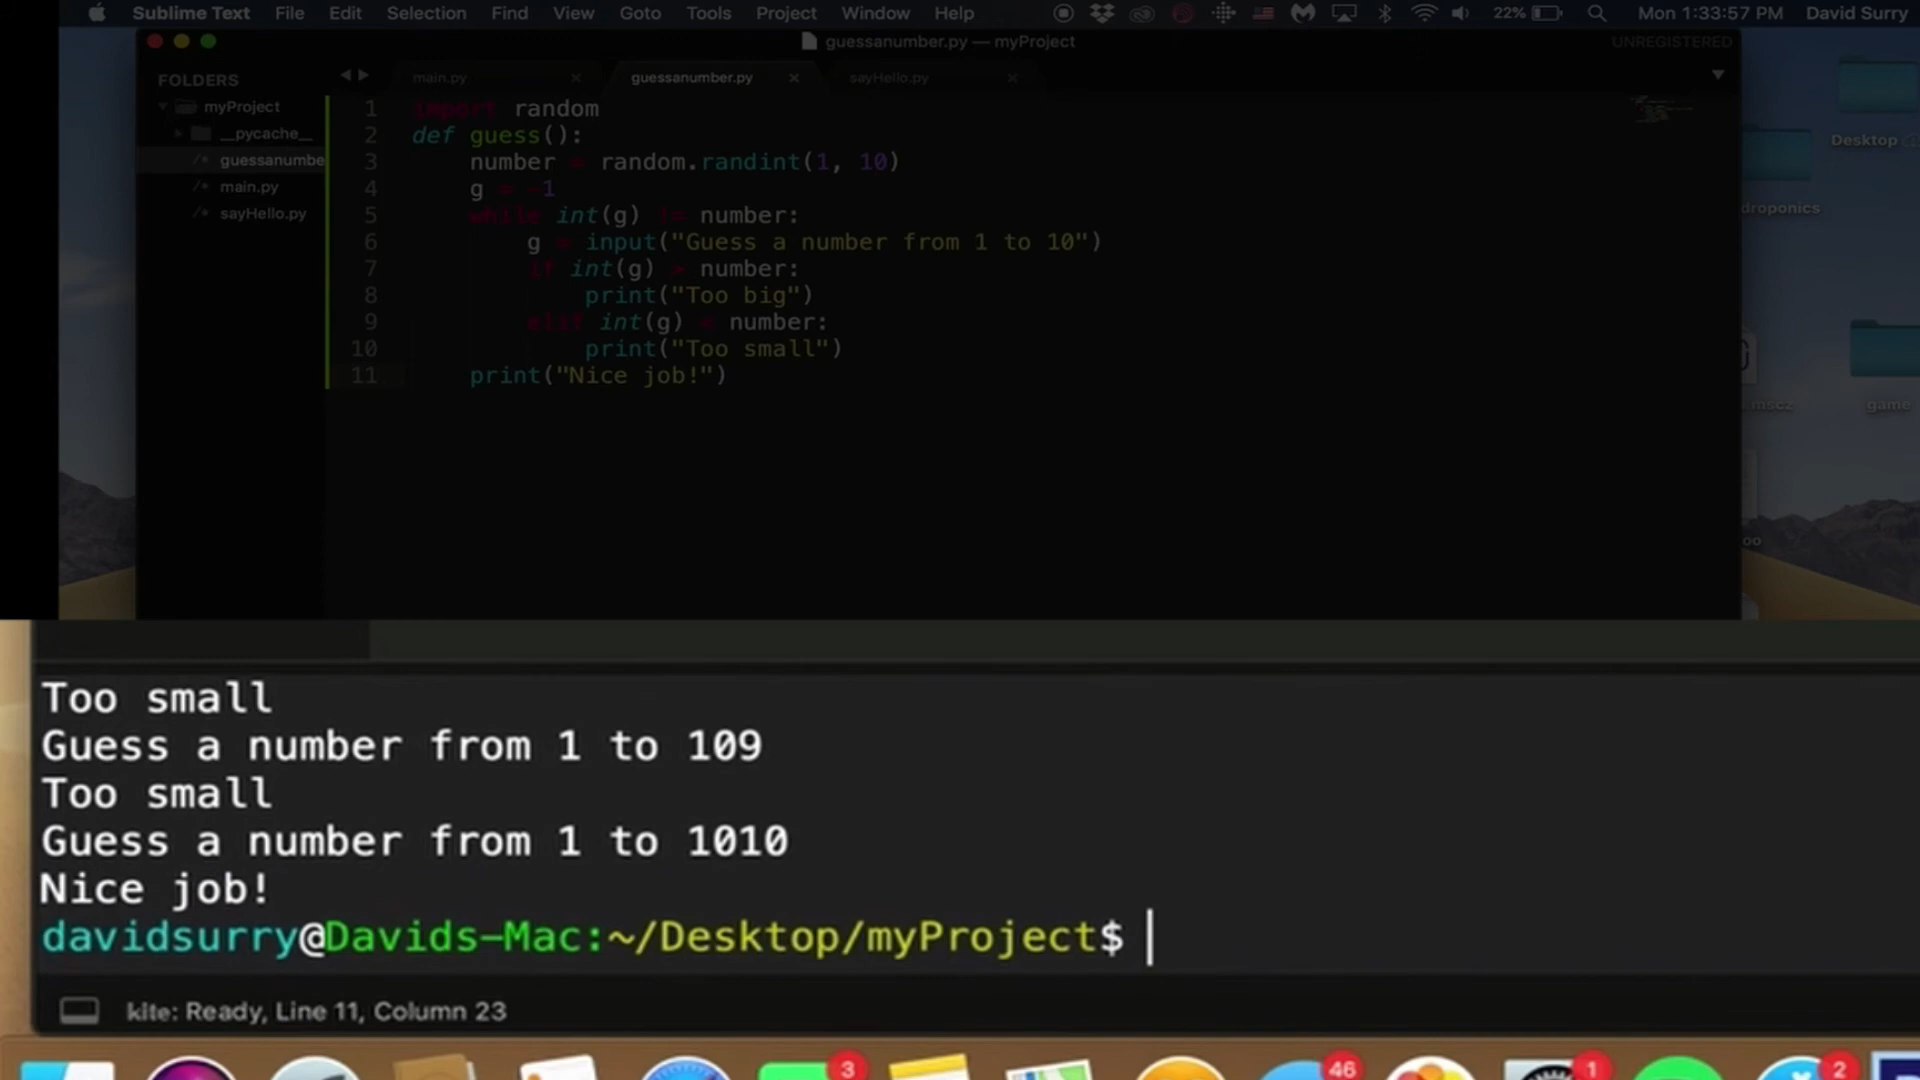 Sublime Text File Edit Selection Find View Goto Tools Project Window Help 22% Mon 1:33:57 PM David Surry
guessanumber.py — myProject UNREGISTERED
FOLDERS
myProject
__pycache__
guessanumbe
main.py
sayHello.py
main.py × guessanumber.py × sayHello.py ×
1 import random
2 def guess():
3 number = random.randint(1, 10)
4 g = -1
5 while int(g) != number:
6 g = input("Guess a number from 1 to 10")
7 if int(g) > number:
8 print("Too big")
9 elif int(g) < number:
10 print("Too small")
11 print("Nice job!")
Desktop
droponics
mscz
game
oo
Too small
Guess a number from 1 to 109
Too small
Guess a number from 1 to 1010
Nice job!
davidsurry@Davids-Mac:~/Desktop/myProject$
kite: Ready, Line 11, Column 23
3
46
1
2